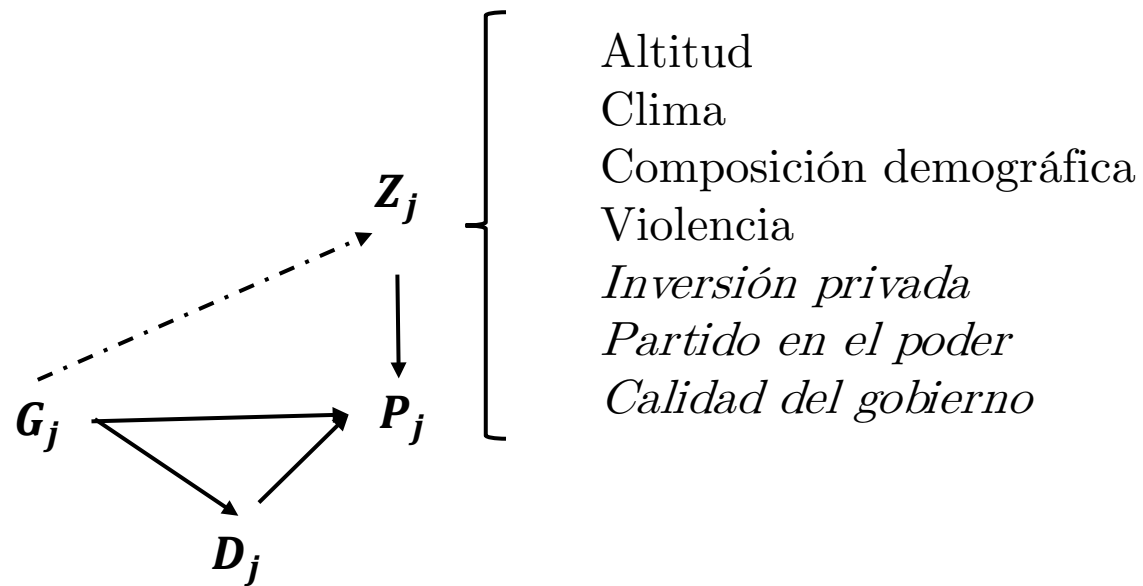 Altitud
Clima
Composición demográfica
Violencia
Inversión privada
Partido en el poder
Calidad del gobierno
Z_j
G_j
P_j
D_j